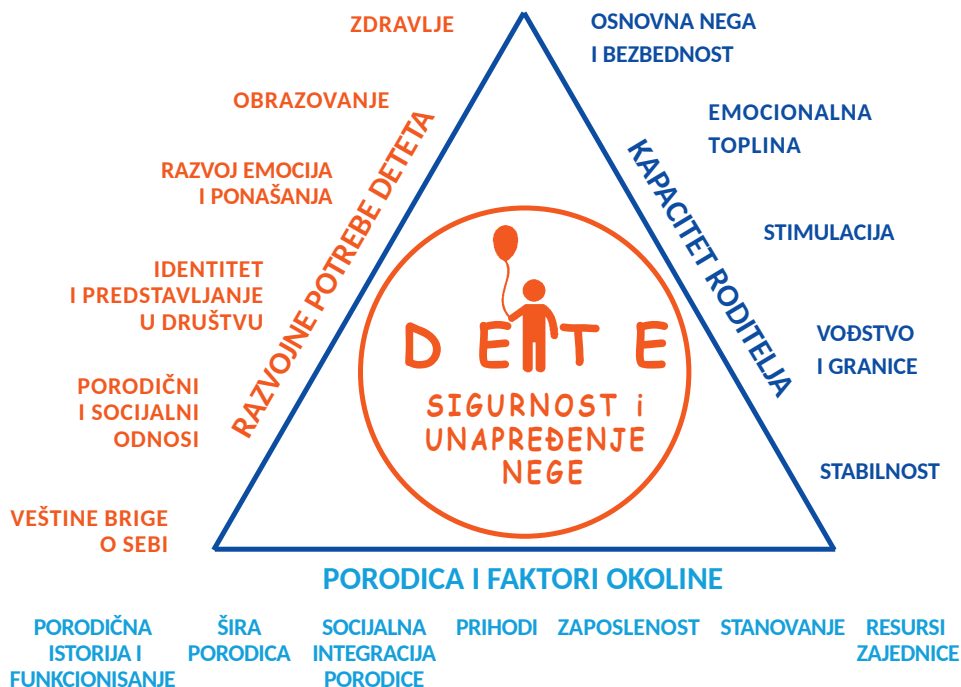 ZDRAVLJE
OBRAZOVANJE
RAZVOJ EMOCIJA
I PONAŠANJA
IDENTITET
I PREDSTAVLJANJE
U DRUŠTVU
PORODIČNI
I SOCIJALNI
ODNOSI
VEŠTINE BRIGE
O SEBI
RAZVOJNE POTREBE DETETA
DETE
SIGURNOST i
UNAPREĐENJE
NEGE
KAPACITET RODITELJA
OSNOVNA NEGA
I BEZBEDNOST
EMOCIONALNA
TOPLINA
STIMULACIJA
VOĐSTVO
I GRANICE
STABILNOST
PORODICA I FAKTORI OKOLINE
PORODIČNA
ISTORIJA I
FUNKCIONISANJE
ŠIRA
PORODICA
SOCIJALNA
INTEGRACIJA
PORODICE
PRIHODI
ZAPOSLENOST
STANOVANJE
RESURSI
ZAJEDNICE